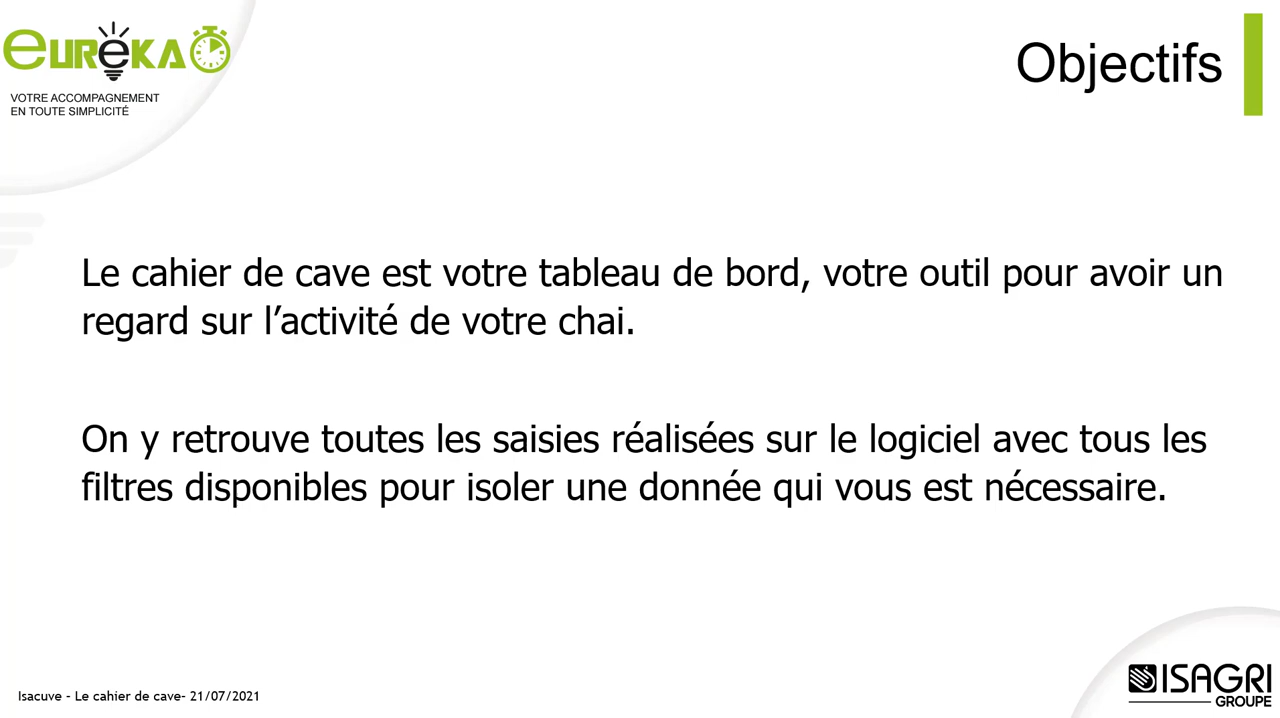 eurêka
VOTRE ACCOMPAGNEMENT
EN TOUTE SIMPLICITÉ
Objectifs
Le cahier de cave est votre tableau de bord, votre outil pour avoir un
regard sur l’activité de votre chai.
On y retrouve toutes les saisies réalisées sur le logiciel avec tous les
filtres disponibles pour isoler une donnée qui vous est nécessaire.
Isacuve - Le cahier de cave- 21/07/2021
ISAGRI
GROUPE